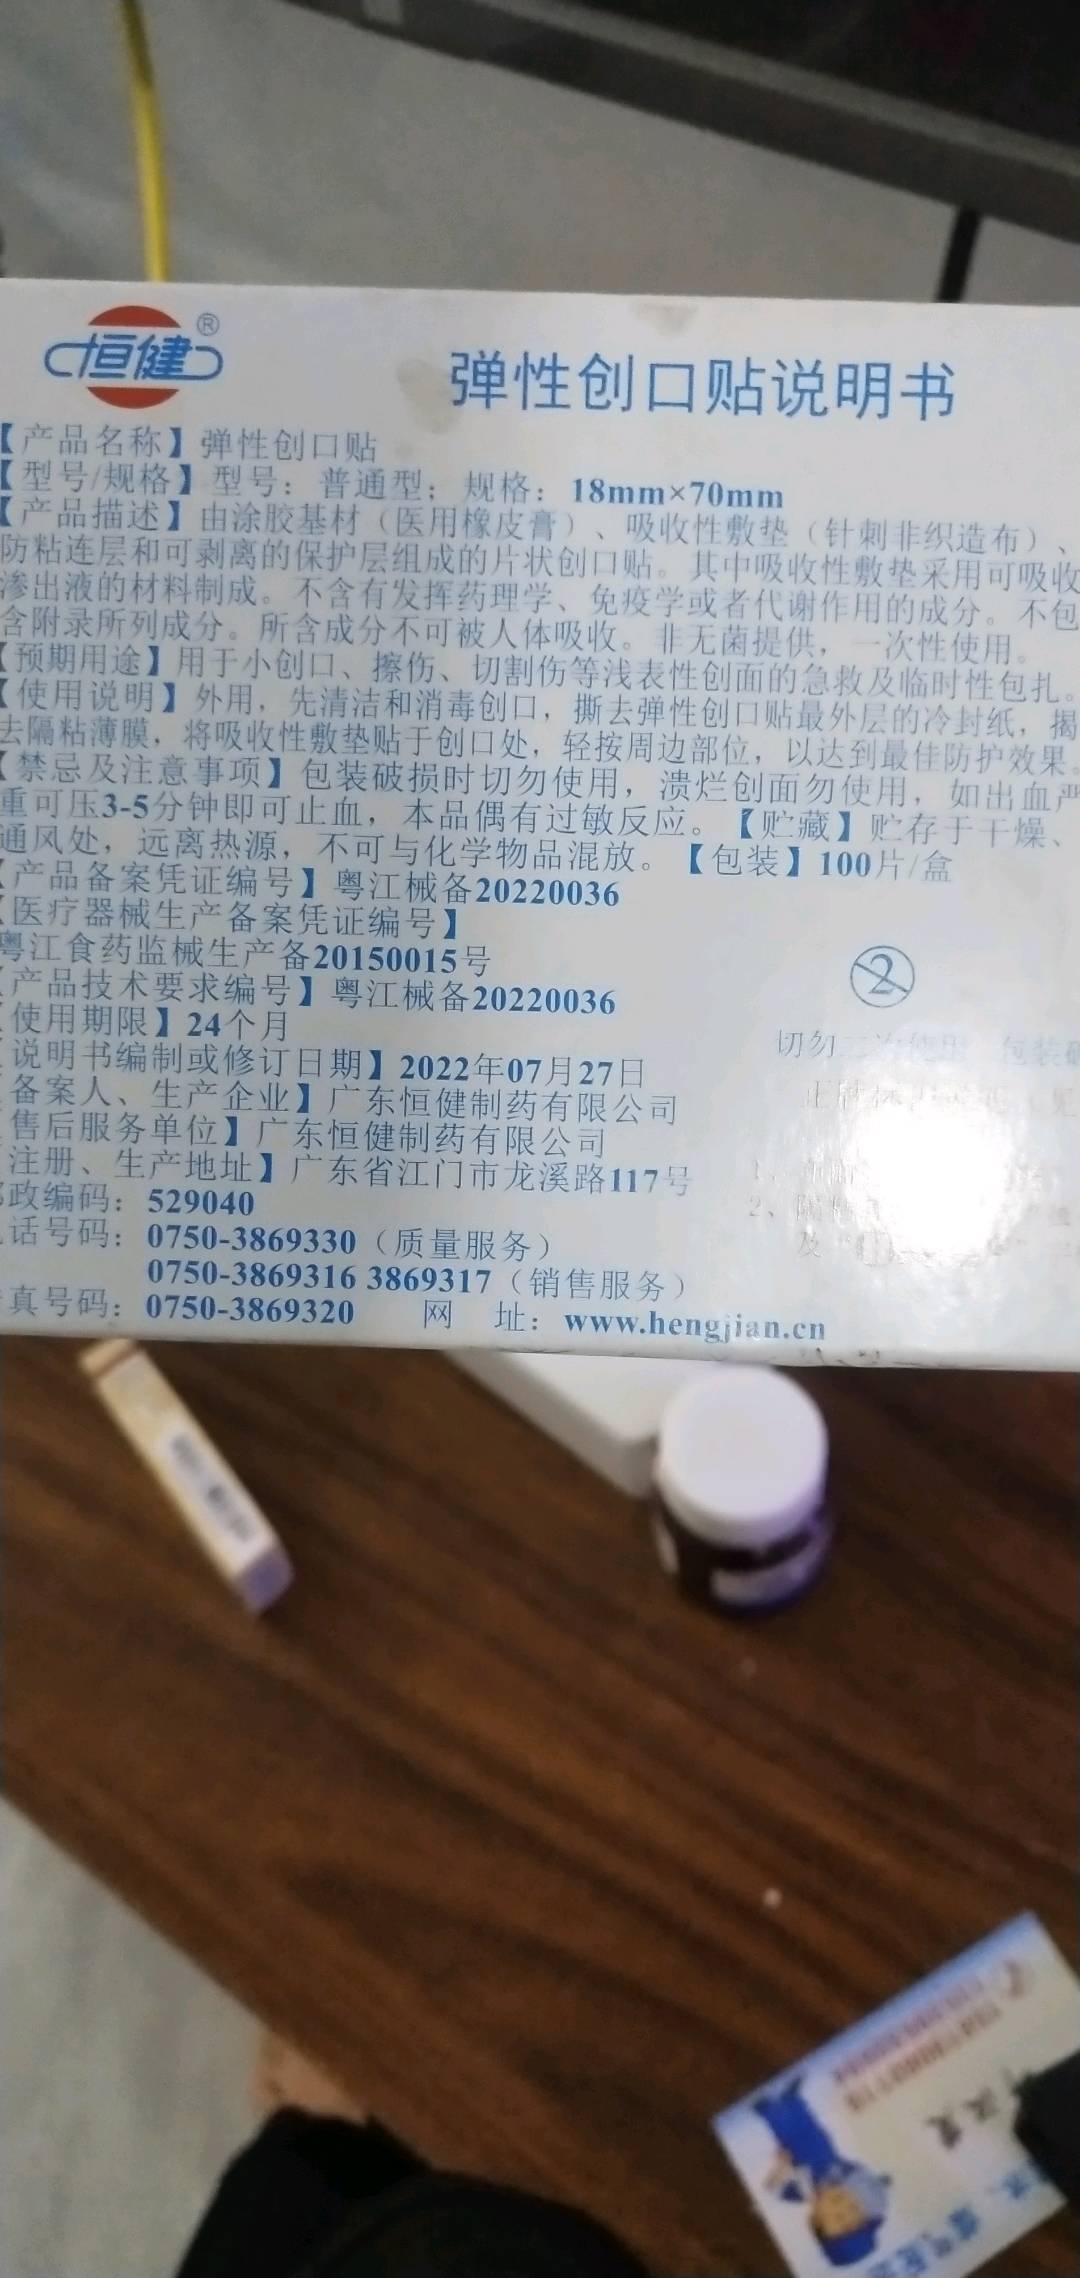 恒健®
弹性创口贴说明书
【产品名称】弹性创口贴
【型号/规格】型号：普通型；规格：18mm×70mm
【产品描述】由涂胶基材（医用橡皮膏）、吸收性敷垫（针刺非织造布）、
防粘连层和可剥离的保护层组成的片状创口贴。其中吸收性敷垫采用可吸收
渗出液的材料制成。不含有发挥药理学、免疫学或者代谢作用的成分。不包
含附录所列成分。所含成分不可被人体吸收。非无菌提供，一次性使用。
【预期用途】用于小创口、擦伤、切割伤等浅表性创面的急救及临时性包扎。
【使用说明】外用，先清洁和消毒创口，撕去弹性创口贴最外层的冷封纸，揭
去隔粘薄膜，将吸收性敷垫贴于创口处，轻按周边部位，以达到最佳防护效果。
【禁忌及注意事项】包装破损时切勿使用，溃烂创面勿使用，如出血严
重可压3-5分钟即可止血，本品偶有过敏反应。【贮藏】贮存于干燥、
通风处，远离热源，不可与化学物品混放。【包装】100片/盒
【产品备案凭证编号】粤江械备20220036
【医疗器械生产备案凭证编号】
粤江食药监械生产备20150015号
【产品技术要求编号】粤江械备20220036
【使用期限】24个月
说明书编制或修订日期】2022年07月27日
备案人、生产企业】广东恒健制药有限公司
售后服务单位】广东恒健制药有限公司
注册、生产地址】广东省江门市龙溪路117号
邮政编码：529040
话号码：0750-3869330（质量服务）
0750-3869316 3869317（销售服务）
真号码：0750-3869320 网 址：www.hengjian.cn
2
切勿
1、
2、隔粘
及